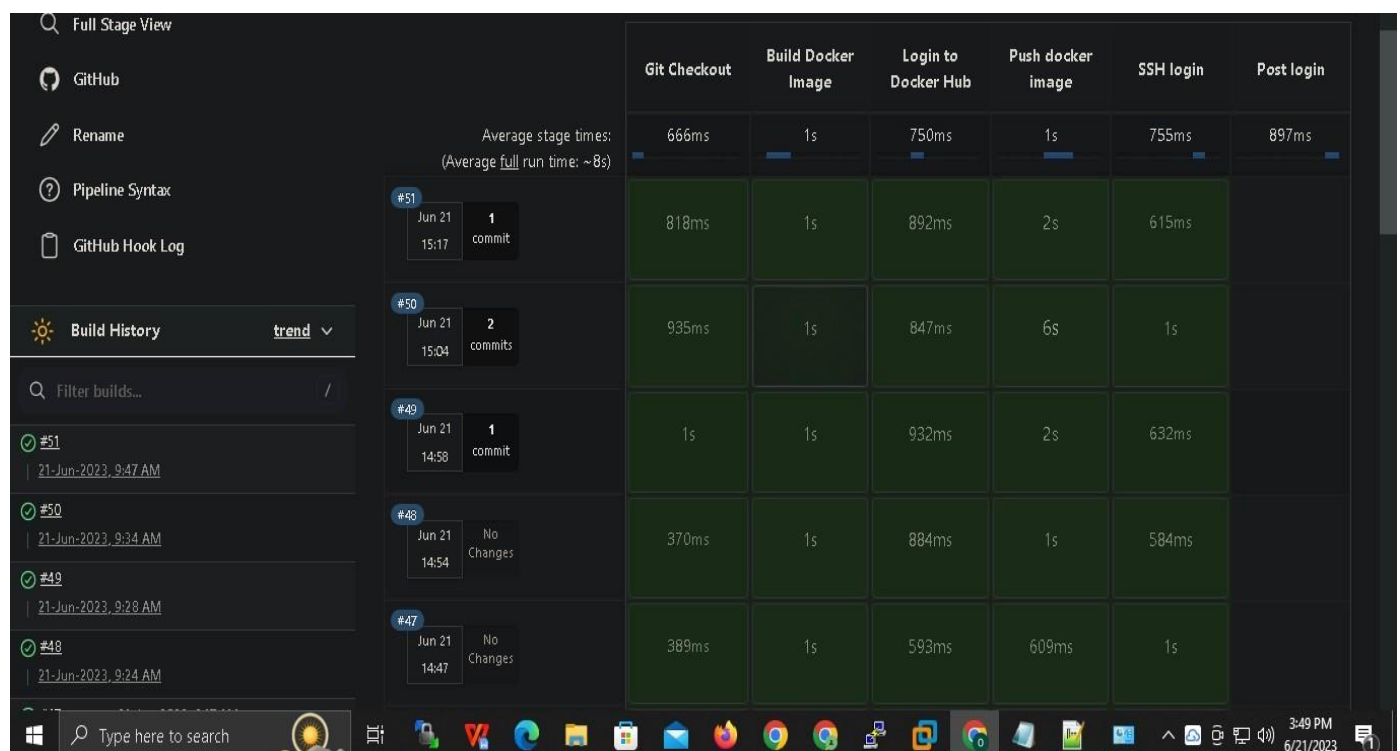 Full Stage View
GitHub
Rename
Pipeline Syntax
GitHub Hook Log
Build History trend
Filter builds... /
#51
21-Jun-2023, 9:47 AM
#50
21-Jun-2023, 9:34 AM
#49
21-Jun-2023, 9:28 AM
#48
21-Jun-2023, 9:24 AM
Git Checkout
Build Docker
Image
Login to
Docker Hub
Push docker
image
SSH login
Post login
Average stage times:
(Average full run time: ~8s)
666ms 1s 750ms 1s 755ms 897ms
#51
Jun 21
15:17
1
commit
818ms 1s 892ms 2s 615ms
#50
Jun 21
15:04
2
commits
935ms 1s 847ms 6s 1s
#49
Jun 21
14:58
1
commit
1s 1s 932ms 2s 632ms
#48
Jun 21
14:54
No
Changes
370ms 1s 884ms 1s 584ms
#47
Jun 21
14:47
No
Changes
389ms 1s 593ms 609ms 1s
Type here to search
3:49 PM
6/21/2023
1